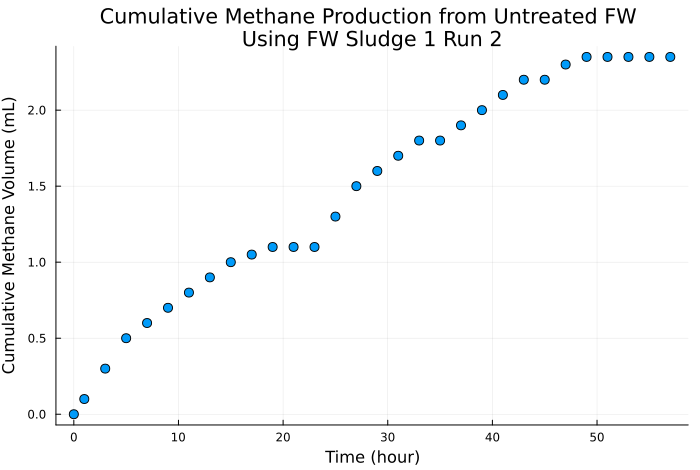 Cumulative Methane Production from Untreated FW
Using FW Sludge 1 Run 2
Cumulative Methane Volume (mL)
2.0
1.5
1.0
0.5
0.0
0 10 20 30 40 50
Time (hour)